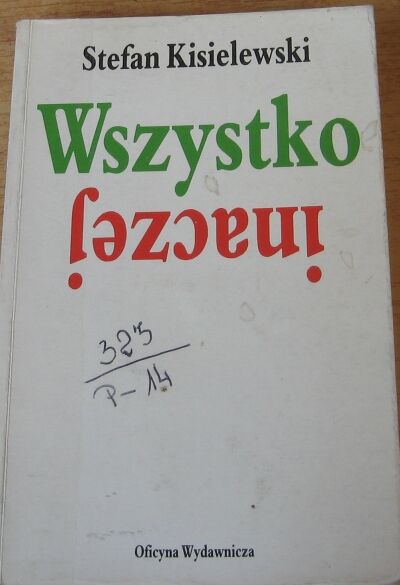 Stefan Kisielewski
Wszystko
inaczej
323
P-14
Oficyna Wydawnicza